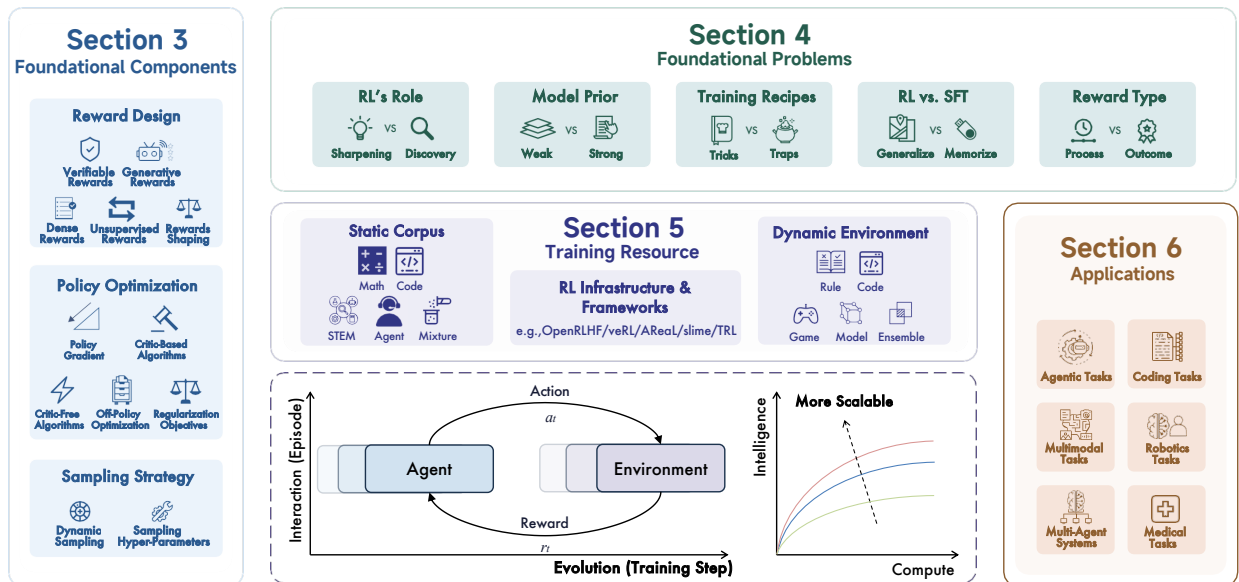 Section 3
Foundational Components
Reward Design
Verifiable Rewards
Generative Rewards
Dense Rewards
Unsupervised Rewards
Rewards Shaping
Policy Optimization
Policy Gradient
Critic-Based Algorithms
Critic-Free Algorithms
Off-Policy Optimization
Regularization Objectives
Sampling Strategy
Dynamic Sampling
Sampling Hyper-Parameters
Section 4
Foundational Problems
RL's Role
vs
Sharpening Discovery
Model Prior
vs
Weak Strong
Training Recipes
vs
Tricks Traps
RL vs. SFT
vs
Generalize Memorize
Reward Type
vs
Process Outcome
Section 5
Training Resource
Static Corpus
Math Code
STEM Agent Mixture
RL Infrastructure &
Frameworks
e.g.,OpenRLHF/veRL/AReaL/slime/TRL
Dynamic Environment
Rule Code
Game Model Ensemble
Interaction (Episode)
Action
aₜ
Agent
Environment
Reward
rₜ
Evolution (Training Step)
Intelligence
More Scalable
Compute
Section 6
Applications
Agentic Tasks
Coding Tasks
Multimodal Tasks
Robotics Tasks
Multi-Agent Systems
Medical Tasks